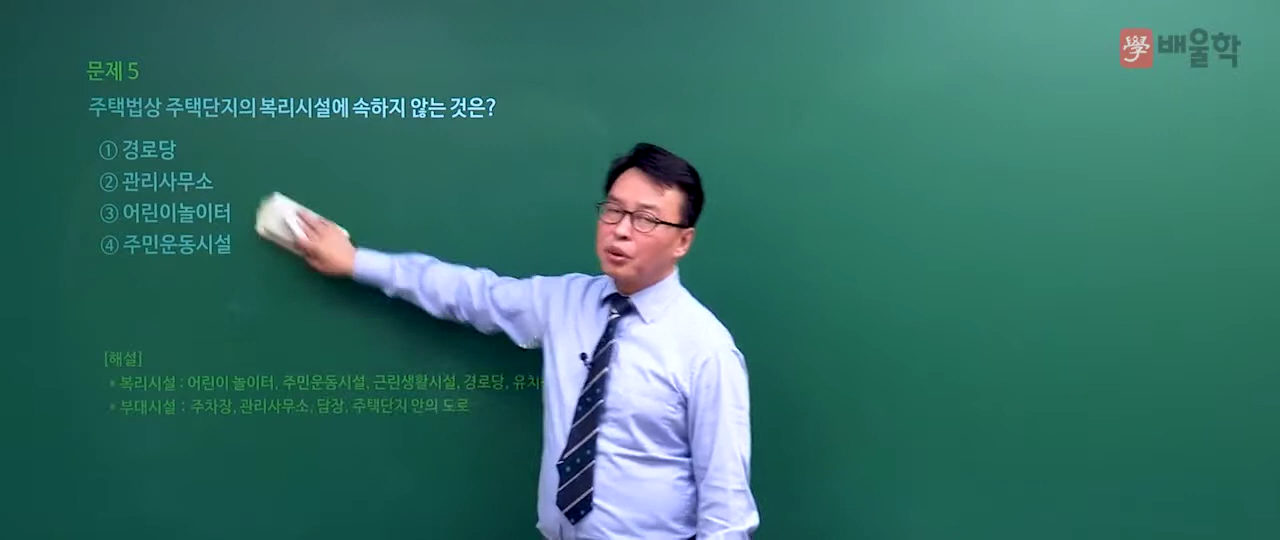 學 배울학
문제 5
주택법상 주택단지의 복리시설에 속하지 않는 것은?
① 경로당
② 관리사무소
③ 어린이놀이터
④ 주민운동시설
[해설]
* 복리시설 : 어린이 놀이터, 주민운동시설, 근린생활시설, 경로당,
* 부대시설 : 주차장, 관리사무소, 담장, 주택단지 안의 도로